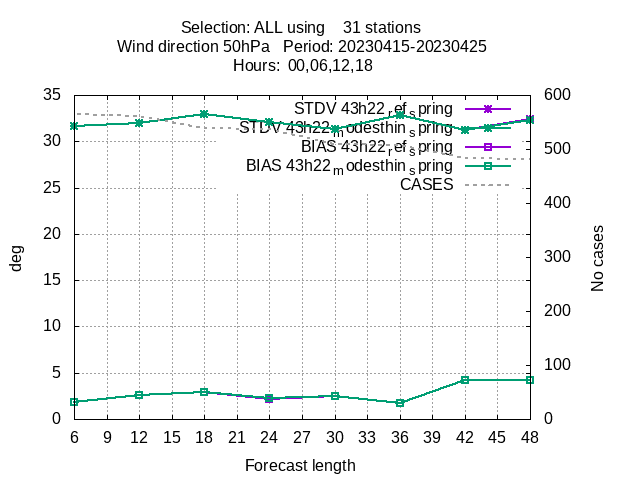 Selection: ALL using 31 stations
Wind direction 50hPa Period: 20230415-20230425
Hours: 00,06,12,18
35
30
25
20
15
10
5
0
deg
600
500
400
300
200
100
0
No cases
STDV 43h22_ref_spring
STDV 43h22_modesthin_spring
BIAS 43h22_ref_spring
BIAS 43h22_modesthin_spring
CASES
6 9 12 15 18 21 24 27 30 33 36 39 42 45 48
Forecast length